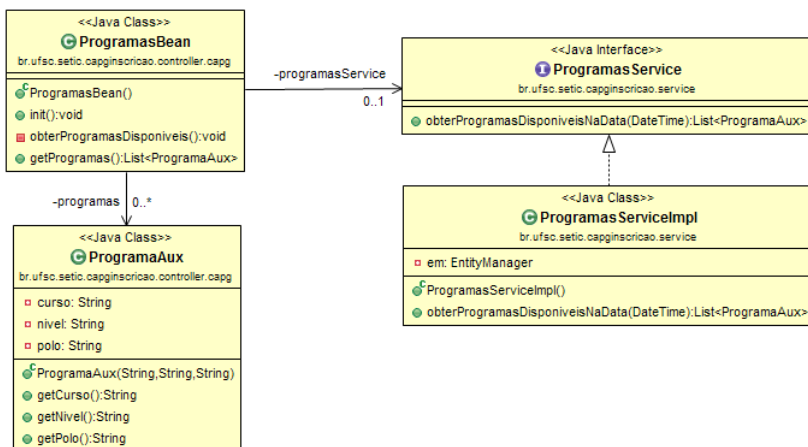 <<Java Class>>
ProgramasBean
br.ufsc.setic.capginscricao.controller.capg
ProgramasBean()
init():void
obterProgramasDisponiveis():void
getProgramas():List<ProgramaAux>
-programasService
0..1
<<Java Interface>>
ProgramasService
br.ufsc.setic.capginscricao.service
obterProgramasDisponiveisNaData(DateTime):List<ProgramaAux>
-programas 0..*
<<Java Class>>
ProgramaAux
br.ufsc.setic.capginscricao.controller.capg
curso: String
nivel: String
polo: String
ProgramaAux(String,String,String)
getCurso():String
getNivel():String
getPolo():String
<<Java Class>>
ProgramasServiceImpl
br.ufsc.setic.capginscricao.service
em: EntityManager
ProgramasServiceImpl()
obterProgramasDisponiveisNaData(DateTime):List<ProgramaAux>